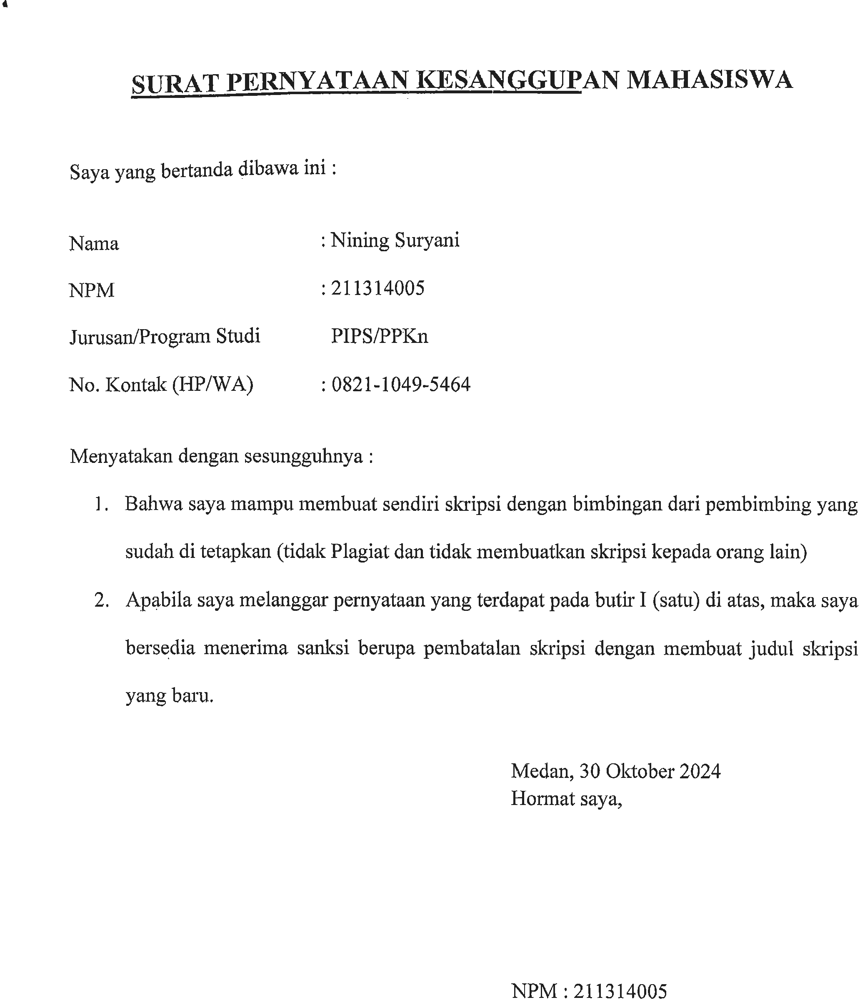 SURAT PERNYATAAN KESANGGUPAN MAHASISWA
Saya yang bertanda dibawa ini :
Nama : Nining Suryani
NPM : 211314005
Jurusan/Program Studi PIPS/PPKn
No. Kontak (HP/WA) : 0821-1049-5464
Menyatakan dengan sesungguhnya :
1. Bahwa saya mampu membuat sendiri skripsi dengan bimbingan dari pembimbing yang
sudah di tetapkan (tidak Plagiat dan tidak membuatkan skripsi kepada orang lain)
2. Apabila saya melanggar pernyataan yang terdapat pada butir I (satu) di atas, maka saya
bersedia menerima sanksi berupa pembatalan skripsi dengan membuat judul skripsi
yang baru.
Medan, 30 Oktober 2024
Hormat saya,
NPM : 211314005